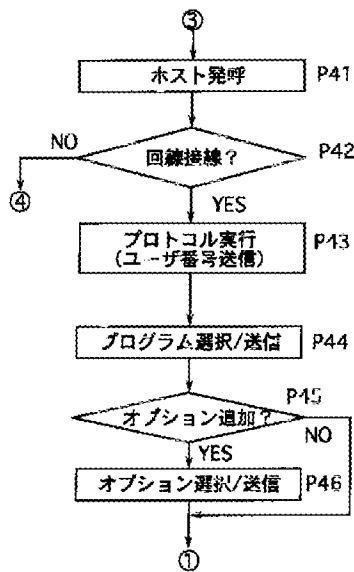 ③
ホスト発呼 P41
NO 回線接線? P42
④
YES
プロトコル実行 P43
(ユーザ番号送信)
プログラム選択/送信 P44
P45
オプション追加?
NO
YES
オプション選択/送信 P46
①